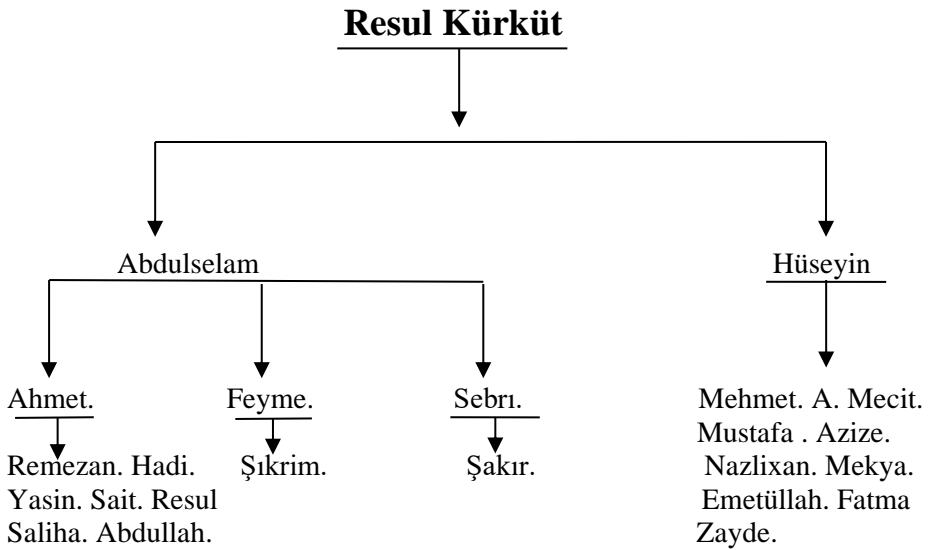 Resul Kürküt
Abdulselam
Hüseyin
Ahmet.
Feyme.
Sebrı.
Mehmet. A. Mecit.
Mustafa . Azize.
Nazlixan. Mekya.
Emetüllah. Fatma
Zayde.
Remezan. Hadi.
Yasin. Sait. Resul
Saliha. Abdullah.
Şıkrim.
Şakır.